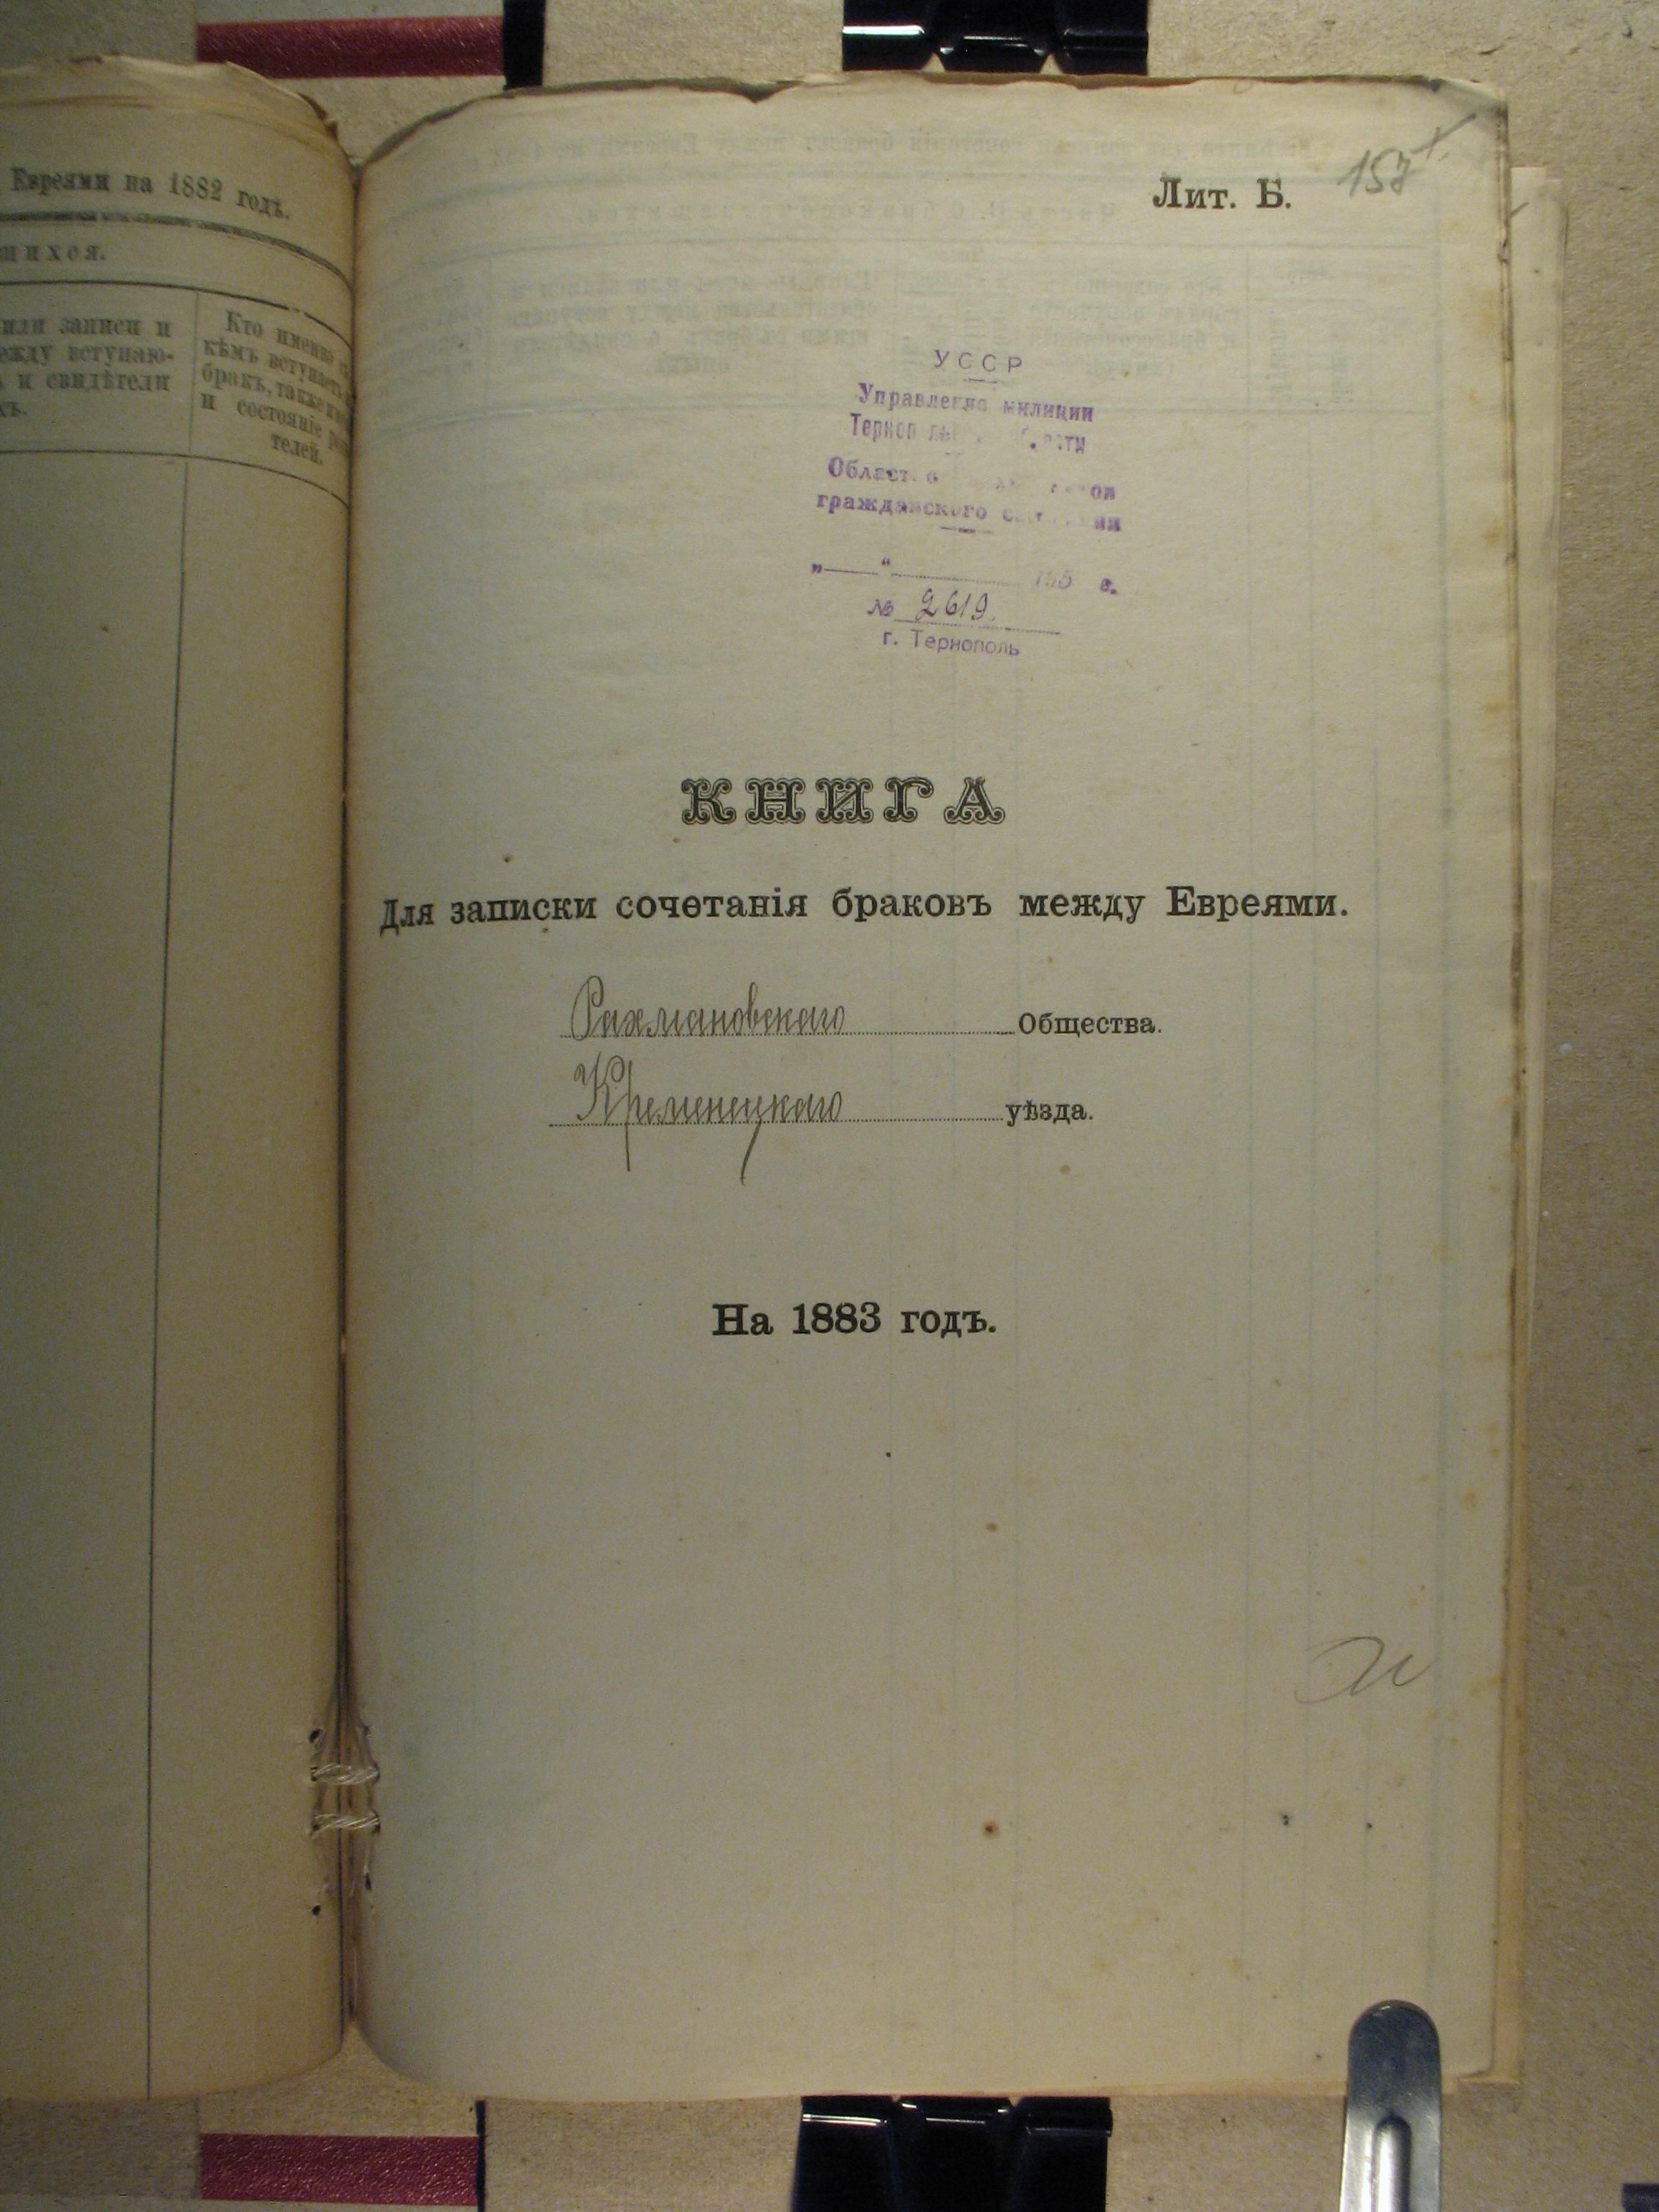 Евреями на 1882 годъ.
шихся.
или записи и
вступаю-
и свидѣтели
Кто именно
кѣмъ вступаетъ
бракъ, также
и состояніе
телей.
Лит. Б.
157
УССР
Управление милиции
гражданского
„ “ 195 г.
№ 2619.
г. Тернополь
КНИГА
Для записки сочетанія браковъ между Евреями.
Рахмановскаго Общества.
Кременецкаго уѣзда.
На 1883 годъ.